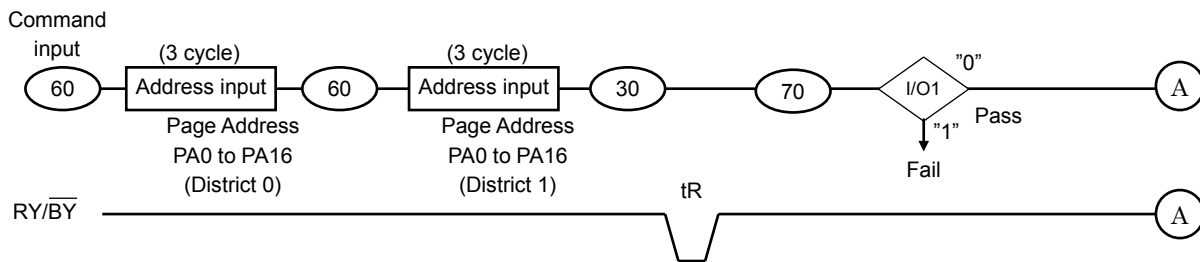 Command
input
(3 cycle)
(3 cycle)
"0"
60
Address input
60
Address input
30
70
I/O1
A
Pass
"1"
Page Address
PA0 to PA16
(District 0)
Page Address
PA0 to PA16
(District 1)
Fail
tR
RY/B̅Y̅
A